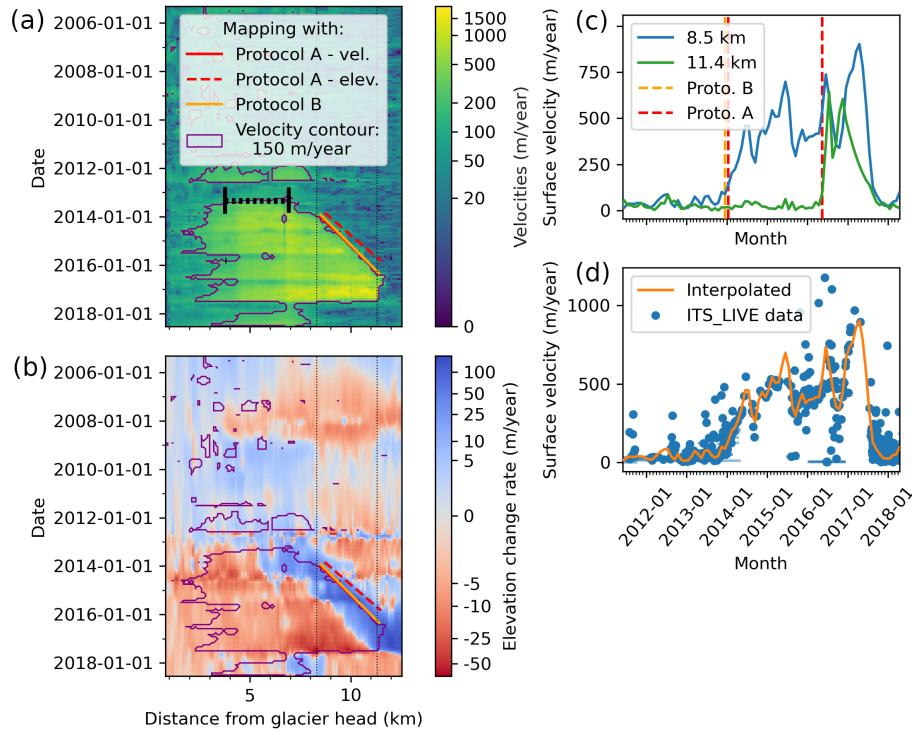 (a)
2006-01-01
2008-01-01
2010-01-01
2012-01-01
2014-01-01
2016-01-01
2018-01-01
Date
Mapping with:
Protocol A - vel.
Protocol A - elev.
Protocol B
Velocity contour:
150 m/year
1500
1000
500
200
100
50
20
0
Velocities (m/year)
(b)
2006-01-01
2008-01-01
2010-01-01
2012-01-01
2014-01-01
2016-01-01
2018-01-01
Date
5
10
Distance from glacier head (km)
100
50
25
10
5
0
-5
-10
-25
-50
Elevation change rate (m/year)
(c)
750
500
250
0
Surface velocity (m/year)
8.5 km
11.4 km
Proto. B
Proto. A
Month
(d)
1000
500
0
Surface velocity (m/year)
Interpolated
ITS_LIVE data
2012-01
2013-01
2014-01
2015-01
2016-01
2017-01
2018-01
Month